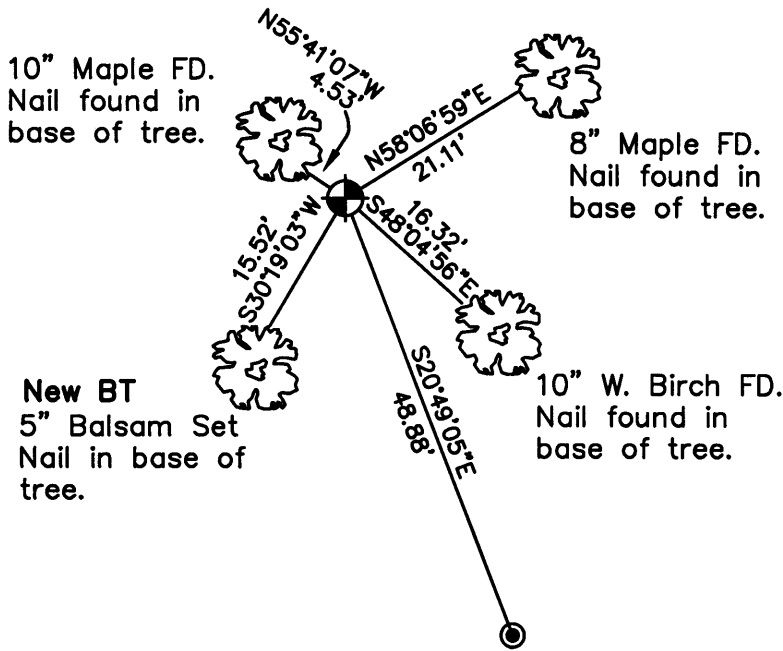 N55°41'07"W
4.53'
10" Maple FD.
Nail found in
base of tree.
N58°06'59"E
21.11'
8" Maple FD.
Nail found in
base of tree.
15.52'
S30°19'03"W
16.32'
S48°04'56"E
New BT
5" Balsam Set
Nail in base of
tree.
S20°49'05"E
48.88'
10" W. Birch FD.
Nail found in
base of tree.